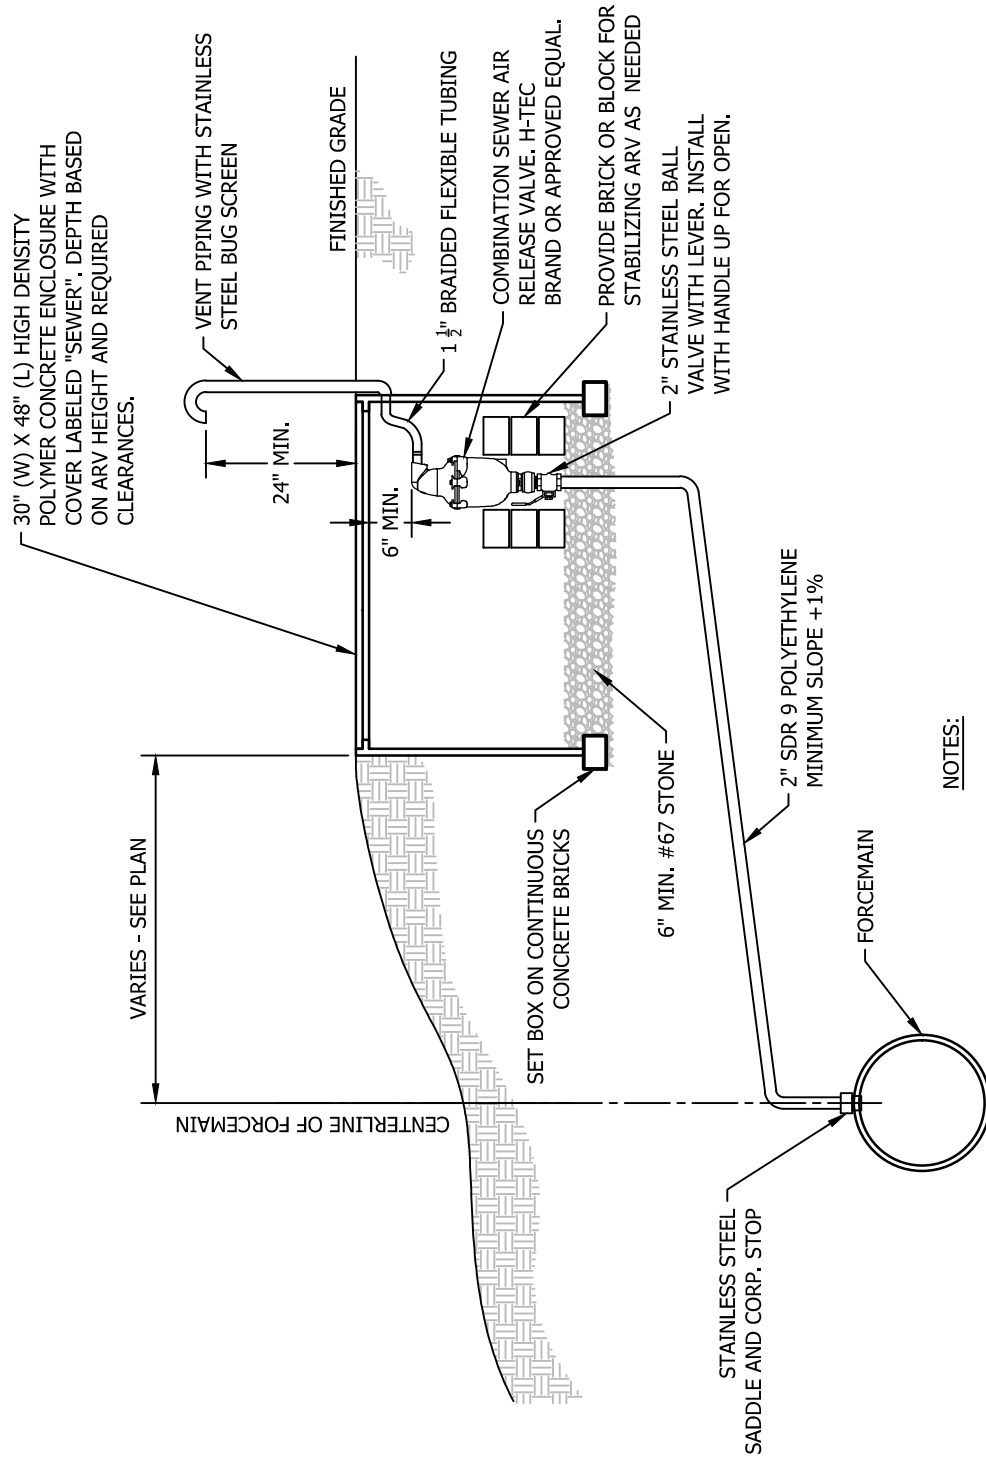 30" (W) X 48" (L) HIGH DENSITY
POLYMER CONCRETE ENCLOSURE WITH
COVER LABELED "SEWER". DEPTH BASED
ON ARV HEIGHT AND REQUIRED
CLEARANCES.
VENT PIPING WITH STAINLESS
STEEL BUG SCREEN
FINISHED GRADE
24" MIN.
6" MIN.
1 1/2" BRAIDED FLEXIBLE TUBING
COMBINATION SEWER AIR
RELEASE VALVE. H-TEC
BRAND OR APPROVED EQUAL.
PROVIDE BRICK OR BLOCK FOR
STABILIZING ARV AS NEEDED
2" STAINLESS STEEL BALL
VALVE WITH LEVER. INSTALL
WITH HANDLE UP FOR OPEN.
VARIES - SEE PLAN
CENTERLINE OF FORCEMAIN
SET BOX ON CONTINUOUS
CONCRETE BRICKS
6" MIN. #67 STONE
2" SDR 9 POLYETHYLENE
MINIMUM SLOPE +1%
FORCEMAIN
STAINLESS STEEL
SADDLE AND CORP. STOP
NOTES: